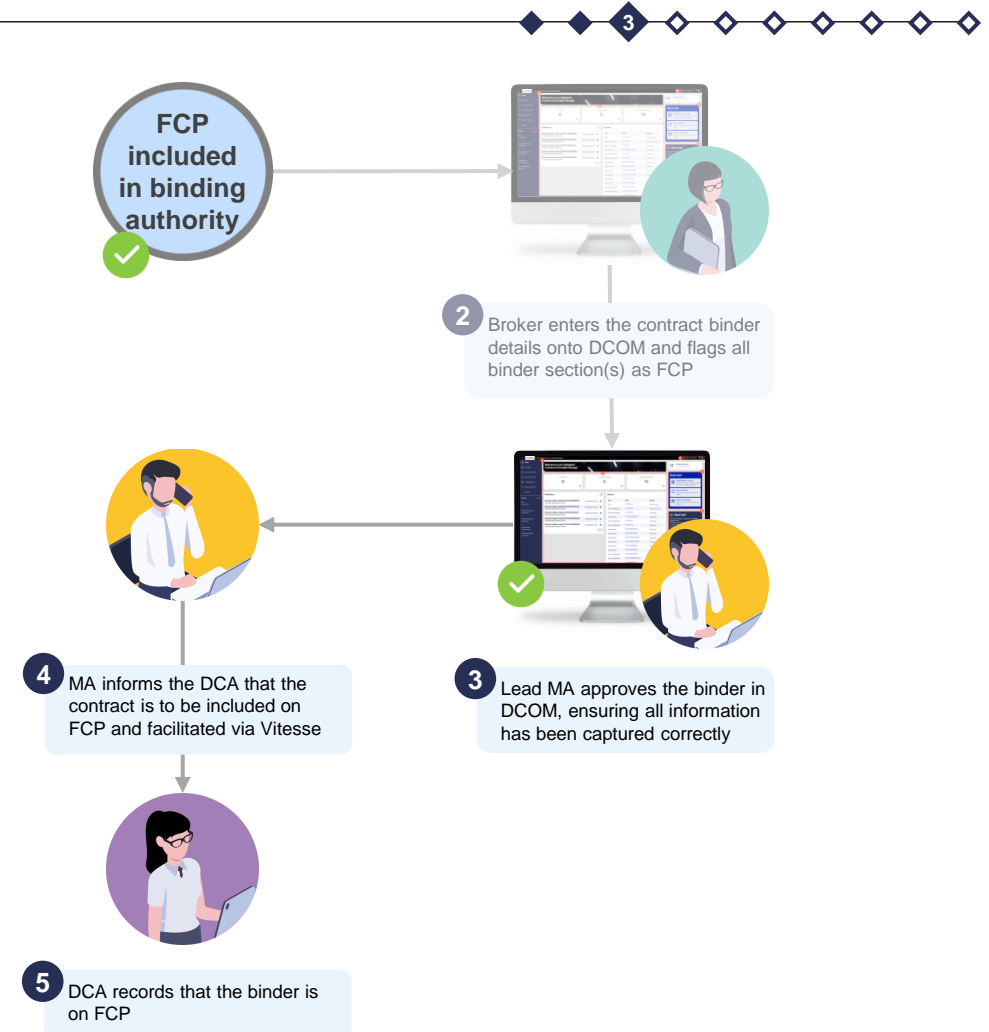 3
FCP
included
in binding
authority
2
Broker enters the contract binder
details onto DCOM and flags all
binder section(s) as FCP
4
MA informs the DCA that the
contract is to be included on
FCP and facilitated via Vitesse
3
Lead MA approves the binder in
DCOM, ensuring all information
has been captured correctly
5
DCA records that the binder is
on FCP